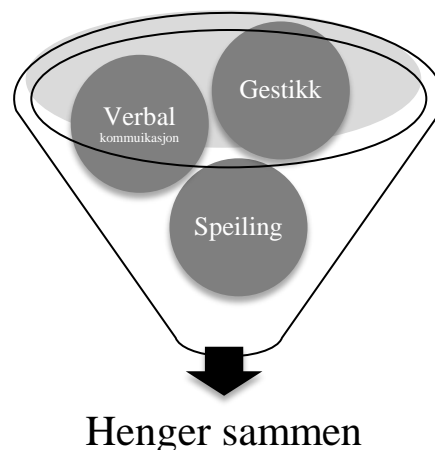 Gestikk
Verbal
kommuikasjon
Speiling
Henger sammen